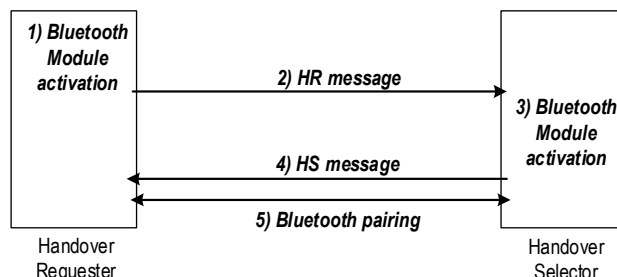 1) Bluetooth
Module
activation
2) HR message
3) Bluetooth
Module
activation
4) HS message
5) Bluetooth pairing
Handover
Requester
Handover
Selector